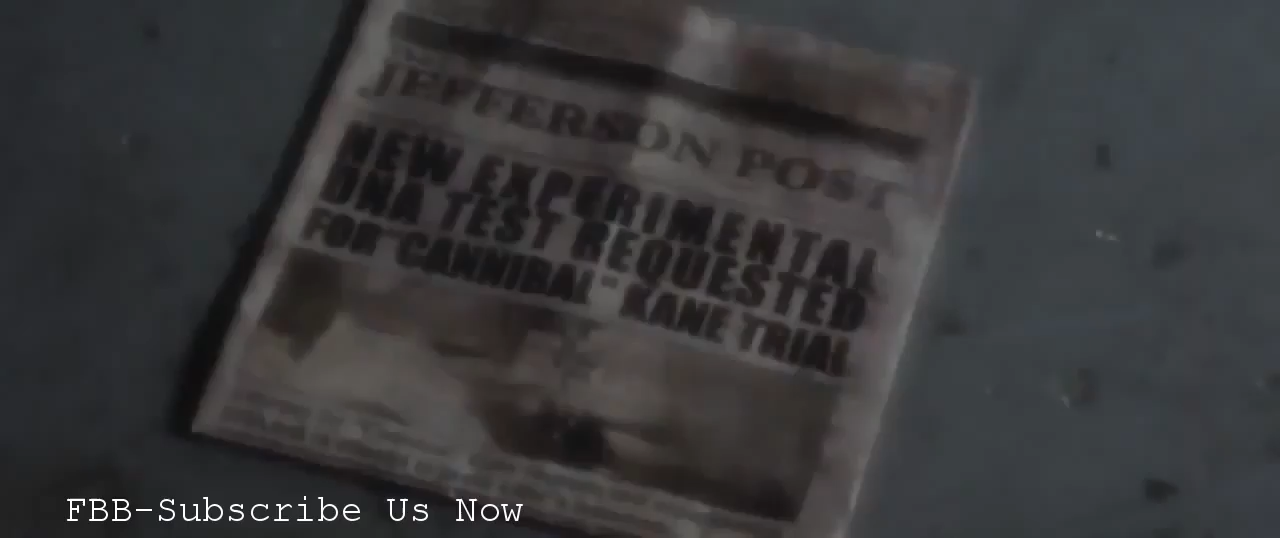 JEFFERSON POST
NEW EXPERIMENTAL
DNA TEST REQUESTED
FOR "CANNIBAL" KANE TRIAL
FBB-Subscribe Us Now